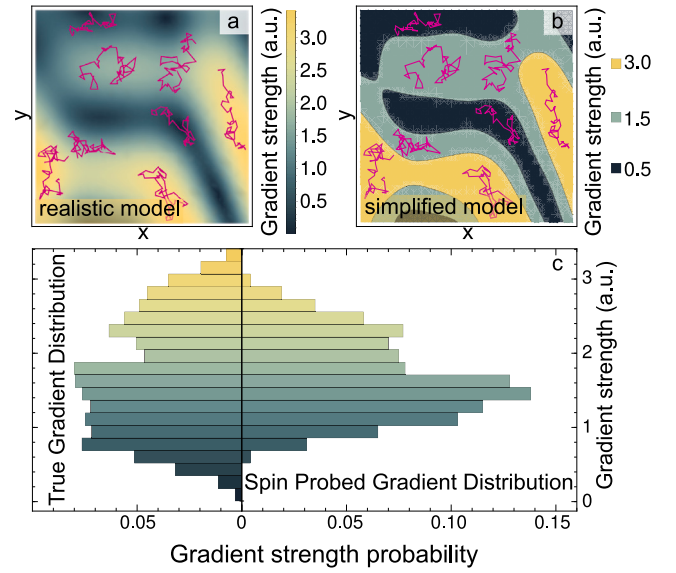 a
b
y
realistic model
x
3.0
2.5
2.0
1.5
1.0
0.5
Gradient strength (a.u.)
y
simplified model
x
Gradient strength (a.u.)
3.0
1.5
0.5
c
True Gradient Distribution
Spin Probed Gradient Distribution
3
2
1
0
Gradient strength (a.u.)
0.05
0
0.05
0.10
0.15
Gradient strength probability